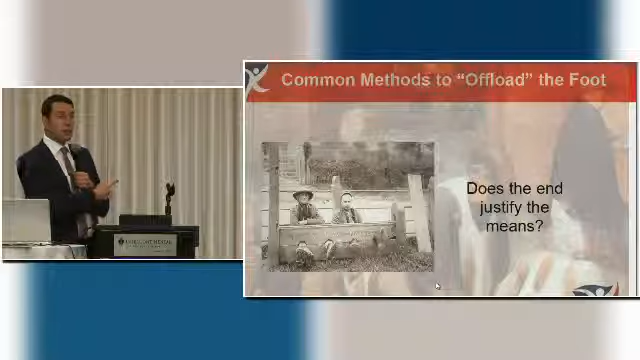 Common Methods to "Offload" the Foot
Does the end
justify the
means?